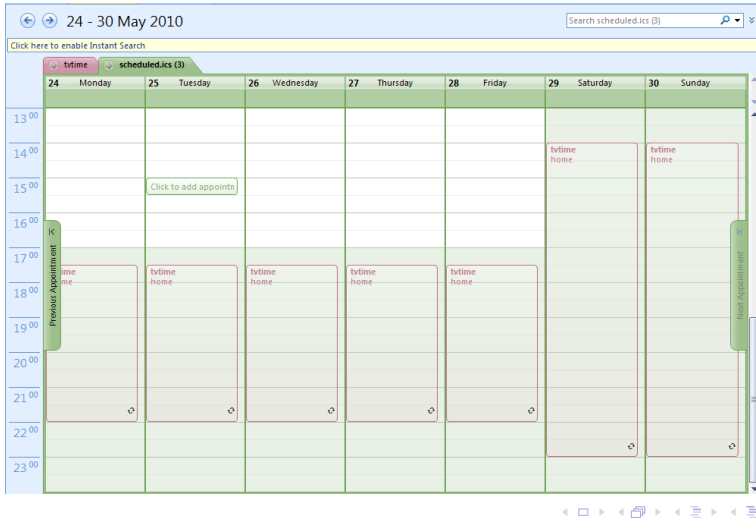 24 - 30 May 2010
Search scheduled.ics (3)
Click here to enable Instant Search
tvtime
scheduled.ics (3)
24 Monday
25 Tuesday
26 Wednesday
27 Thursday
28 Friday
29 Saturday
30 Sunday
13 00
14 00
15 00
16 00
17 00
18 00
19 00
20 00
21 00
22 00
23 00
Previous Appointment
Click to add appointn
ime
me
tvtime
home
tvtime
home
tvtime
home
tvtime
home
tvtime
home
tvtime
home
Next Appointment